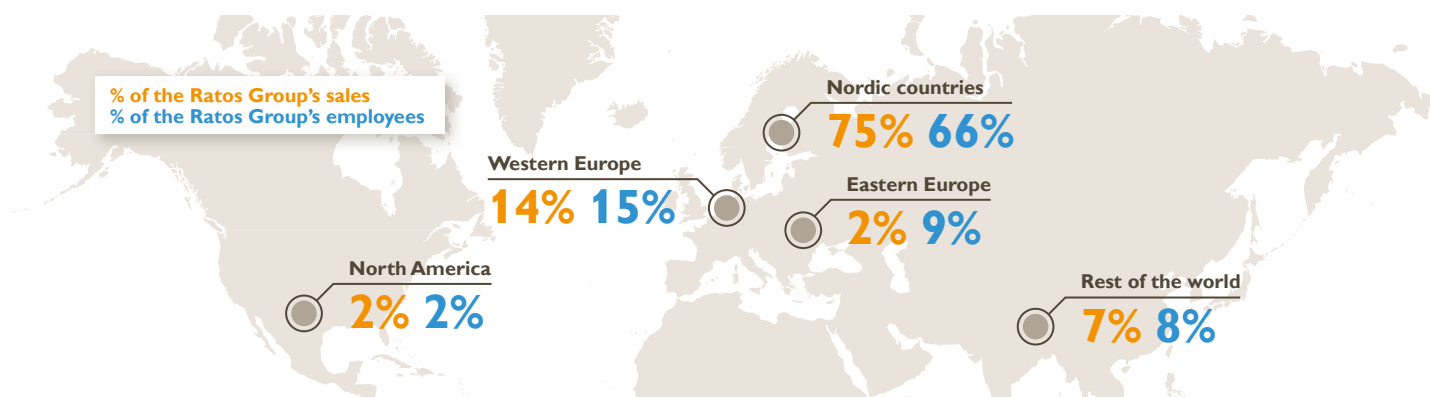 % of the Ratos Group's sales
% of the Ratos Group's employees
Nordic countries
75% 66%
Western Europe
14% 15%
Eastern Europe
2% 9%
North America
2% 2%
Rest of the world
7% 8%